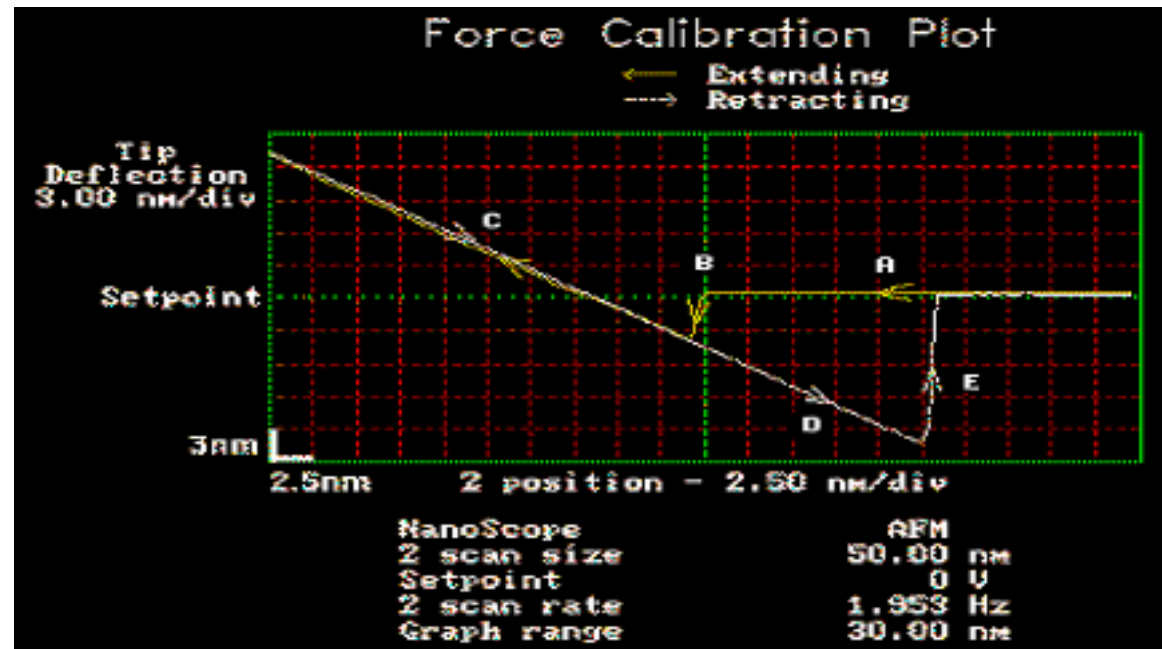 Force Calibration Plot
Extending
Retracting
Tip
Deflection
3.00 nm/div
C
B
A
Setpoint
E
D
3nm
2.5nm
Z position - 2.50 nm/div
NanoScope AFM
Z scan size 50.00 nm
Setpoint 0 V
Z scan rate 1.953 Hz
Graph range 30.00 nm